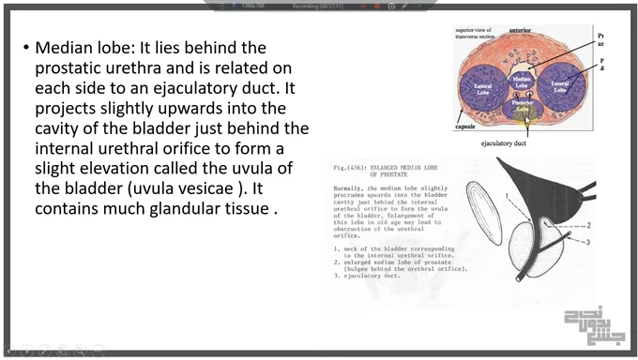 1366x768
Recording [00:17:57]
• Median lobe: It lies behind the
prostatic urethra and is related on
each side to an ejaculatory duct. It
projects slightly upwards into the
cavity of the bladder just behind the
internal urethral orifice to form a
slight elevation called the uvula of
the bladder (uvula vesicae ). It
contains much glandular tissue .
superior view of
transverse section
anterior
Median
Lobe
Lateral
Lobe
Lateral
Lobe
Posterior
Lobe
capsule
ejaculatory duct
Fig.(456): ENLARGED MEDIAN LOBE
OF PROSTATE
Normally, the median lobe slightly
protrudes upwards into the bladder
cavity just behind the internal
urethral orifice to form the uvula
of the bladder, Enlargement of
this lobe in old age may lead to
obstruction of the urethral
orifice.
1. neck of the bladder corresponding
to the internal urethral orifice.
2. enlarged median lobe of prostate
(bulges behind the urethral orifice).
3. ejaculatory duct.
1
2
3